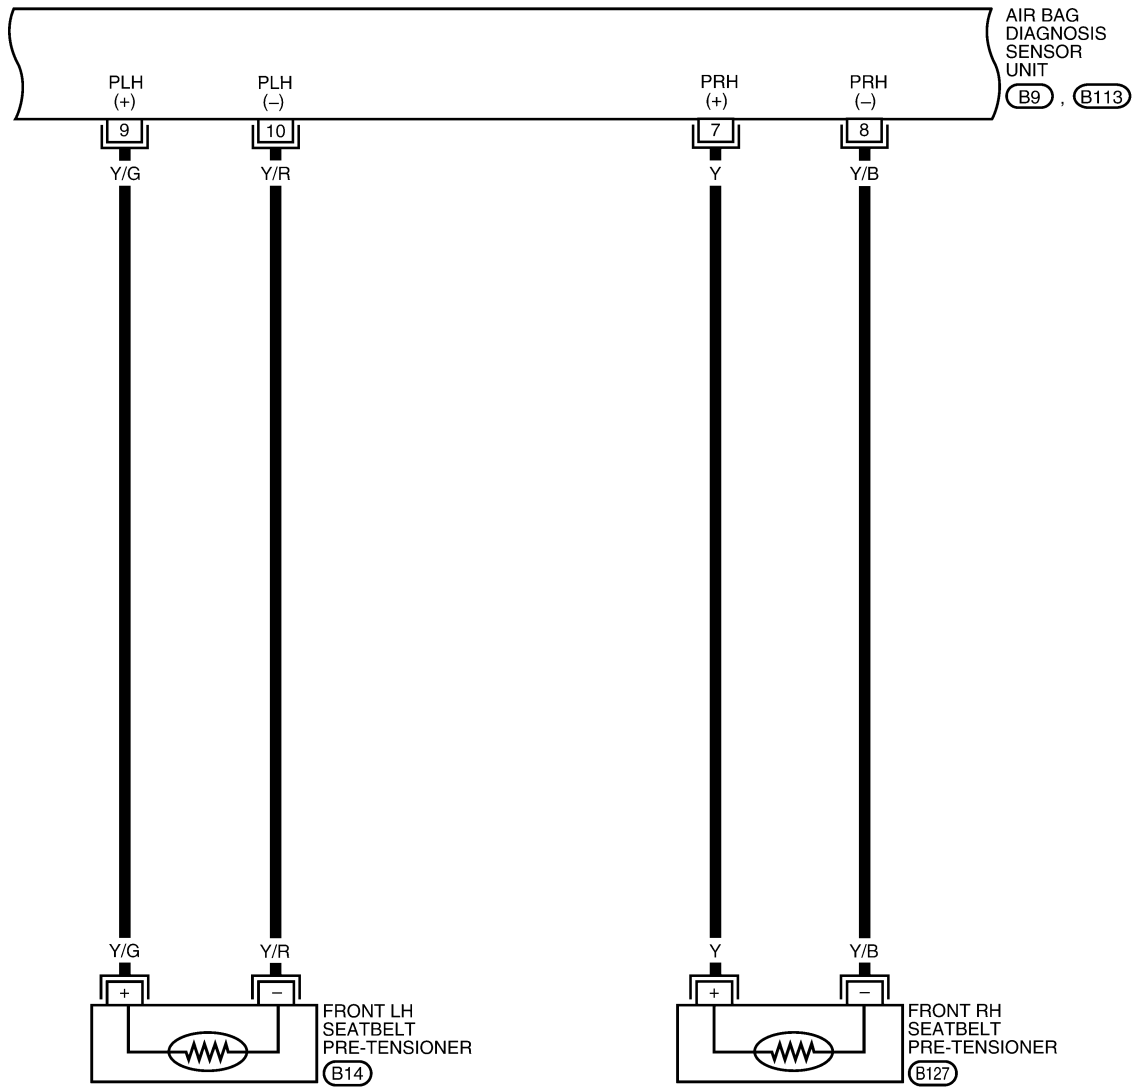 AIR BAG
DIAGNOSIS
SENSOR
UNIT
B9 , B113
PLH
(+)
PLH
(–)
PRH
(+)
PRH
(–)
9
10
7
8
Y/G
Y/R
Y
Y/B
Y/G
Y/R
Y
Y/B
+
–
+
–
FRONT LH
SEATBELT
PRE-TENSIONER
B14
FRONT RH
SEATBELT
PRE-TENSIONER
B127